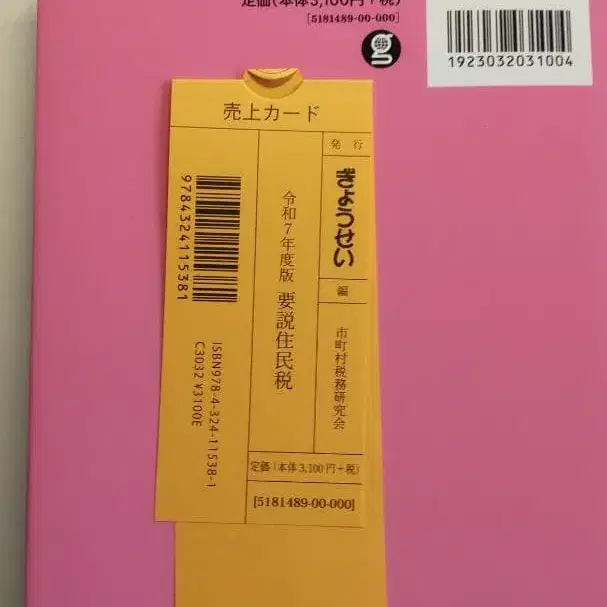 定価(本体3,100円+税)
[5181489-00-000]
1923032031004
売上カード
発行
ぎょうせい
編
市町村税務研究会
令和7年度版 要説住民税
9784324115381
ISBN978-4-324-11538-1
C3032 ¥3100E
定価(本体3,100円+税)
[5181489-00-000]